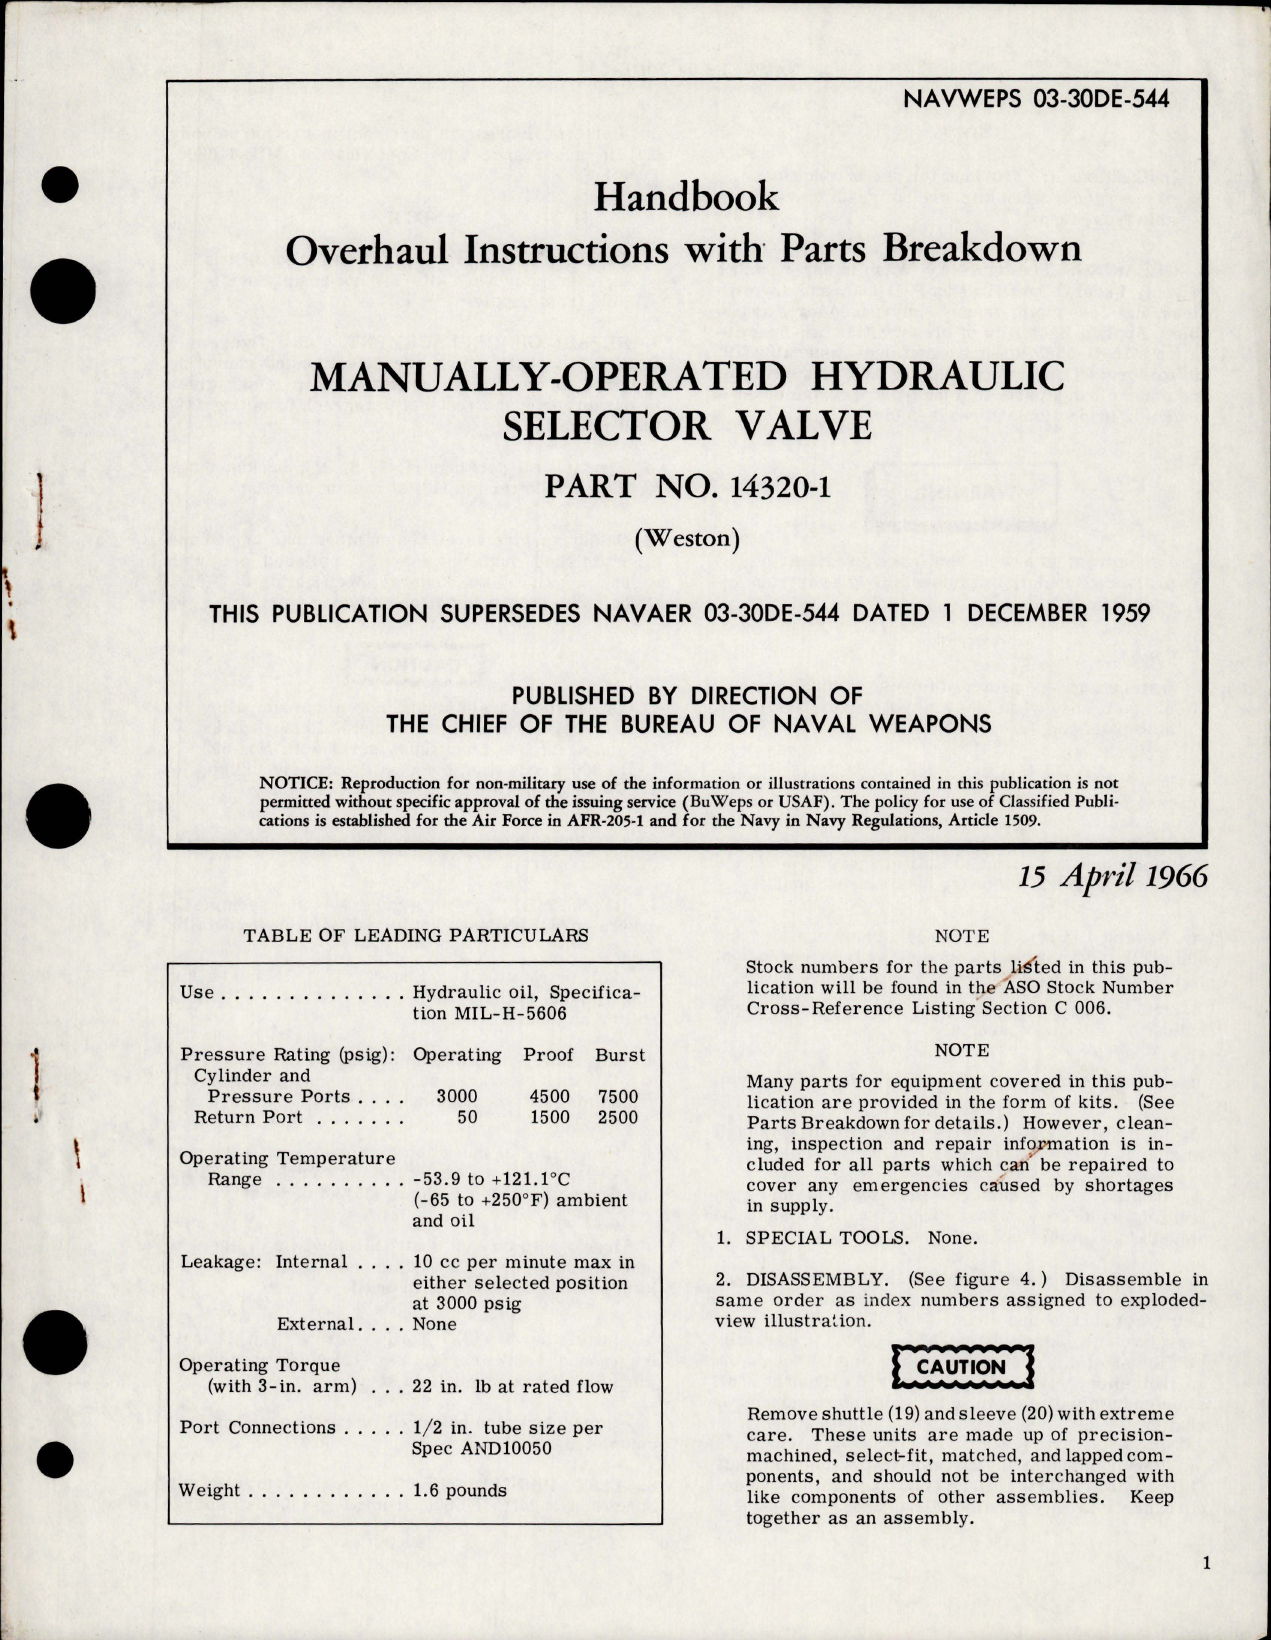 NAVWEPS 03-30DE-544
Handbook
Overhaul Instructions with Parts Breakdown
MANUALLY-OPERATED HYDRAULIC
SELECTOR VALVE
PART NO. 14320-1
(Weston)
THIS PUBLICATION SUPERSEDES NAVAER 03-30DE-544 DATED 1 DECEMBER 1959
PUBLISHED BY DIRECTION OF
THE CHIEF OF THE BUREAU OF NAVAL WEAPONS
NOTICE: Reproduction for non-military use of the information or illustrations contained in this publication is not
permitted without specific approval of the issuing service (BuWeps or USAF). The policy for use of Classified Publi-
cations is established for the Air Force in AFR-205-1 and for the Navy in Navy Regulations, Article 1509.
15 April 1966
TABLE OF LEADING PARTICULARS
Use . . . . . . . . . . . . . . Hydraulic oil, Specifica-
tion MIL-H-5606
Pressure Rating (psig): Operating Proof Burst
Cylinder and
Pressure Ports . . . . 3000 4500 7500
Return Port . . . . . . . 50 1500 2500
Operating Temperature
Range . . . . . . . . . . -53.9 to +121.1°C
(-65 to +250°F) ambient
and oil
Leakage: Internal . . . . 10 cc per minute max in
either selected position
at 3000 psig
External. . . . None
Operating Torque
(with 3-in. arm) . . . 22 in. lb at rated flow
Port Connections . . . . . 1/2 in. tube size per
Spec AND10050
Weight . . . . . . . . . . . . 1.6 pounds
NOTE
Stock numbers for the parts listed in this pub-
lication will be found in the ASO Stock Number
Cross-Reference Listing Section C 006.
NOTE
Many parts for equipment covered in this pub-
lication are provided in the form of kits. (See
Parts Breakdown for details.) However, clean-
ing, inspection and repair information is in-
cluded for all parts which can be repaired to
cover any emergencies caused by shortages
in supply.
1. SPECIAL TOOLS. None.
2. DISASSEMBLY. (See figure 4.) Disassemble in
same order as index numbers assigned to exploded-
view illustration.
CAUTION
Remove shuttle (19) and sleeve (20) with extreme
care. These units are made up of precision-
machined, select-fit, matched, and lapped com-
ponents, and should not be interchanged with
like components of other assemblies. Keep
together as an assembly.
1